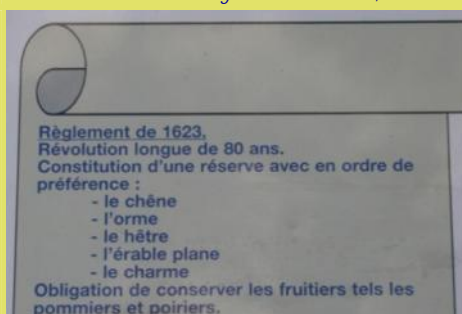 Règlement de 1623.
Révolution longue de 80 ans.
Constitution d'une réserve avec en ordre de
préférence :
- le chêne
- l'orme
- le hêtre
- l'érable plane
- le charme
Obligation de conserver les fruitiers tels les
pommiers et poiriers.